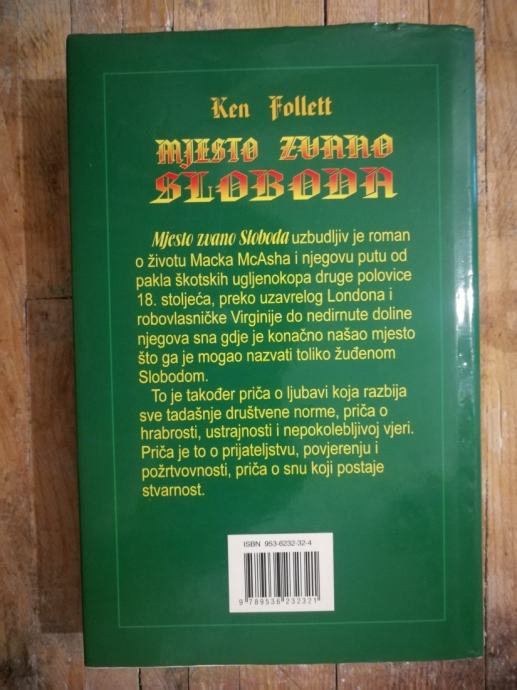 Ken Follett
MJESTO ZVANO
SLOBODA
Mjesto zvano Sloboda uzbudljiv je roman
o životu Macka McAsha i njegovu putu od
pakla škotskih ugljenokopa druge polovice
18. stoljeća, preko uzavrelog Londona i
robovlasničke Virginije do nedirnute doline
njegova sna gdje je konačno našao mjesto
što ga je mogao nazvati toliko žuđenom
Slobodom.
To je također priča o ljubavi koja razbija
sve tadašnje društvene norme, priča o
hrabrosti, ustrajnosti i nepokolebljivoj vjeri.
Priča je to o prijateljstvu, povjerenju i
požrtvovnosti, priča o snu koji postaje
stvarnost.
ISBN 953-6232-32-4
9 789536 232321